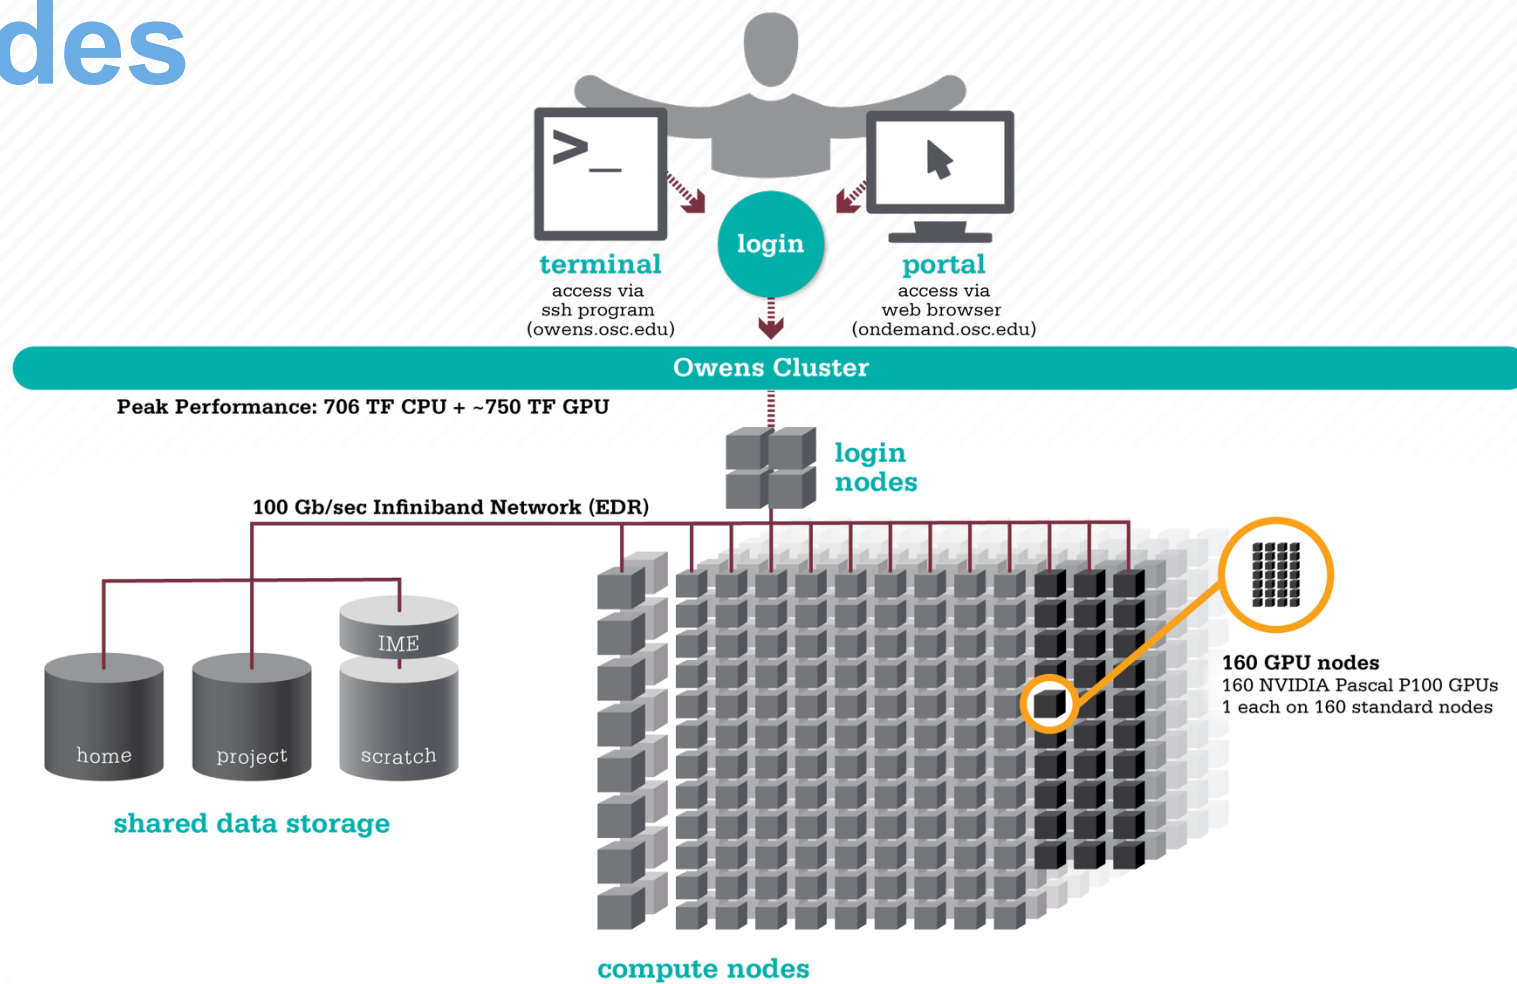 des
>_
login
terminal
access via
ssh program
(owens.osc.edu)
portal
access via
web browser
(ondemand.osc.edu)
Owens Cluster
Peak Performance: 706 TF CPU + ~750 TF GPU
login
nodes
100 Gb/sec Infiniband Network (EDR)
IME
home
project
scratch
shared data storage
160 GPU nodes
160 NVIDIA Pascal P100 GPUs
1 each on 160 standard nodes
compute nodes